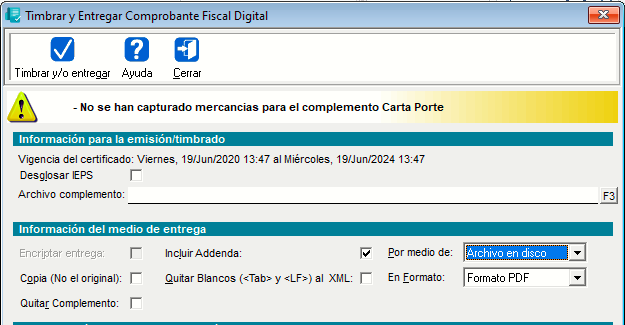 Timbrar y Entregar Comprobante Fiscal Digital
Timbrar y/o entregar Ayuda Cerrar
- No se han capturado mercancias para el complemento Carta Porte
Información para la emisión/timbrado
Vigencia del certificado: Viernes, 19/Jun/2020 13:47 al Miércoles, 19/Jun/2024 13:47
Desglosar IEPS
Archivo complemento: F3
Información del medio de entrega
Encriptar entrega: Incluir Addenda: Por medio de: Archivo en disco
Copia (No el original): Quitar Blancos (<Tab> y <LF>) al XML: En Formato: Formato PDF
Quitar Complemento: